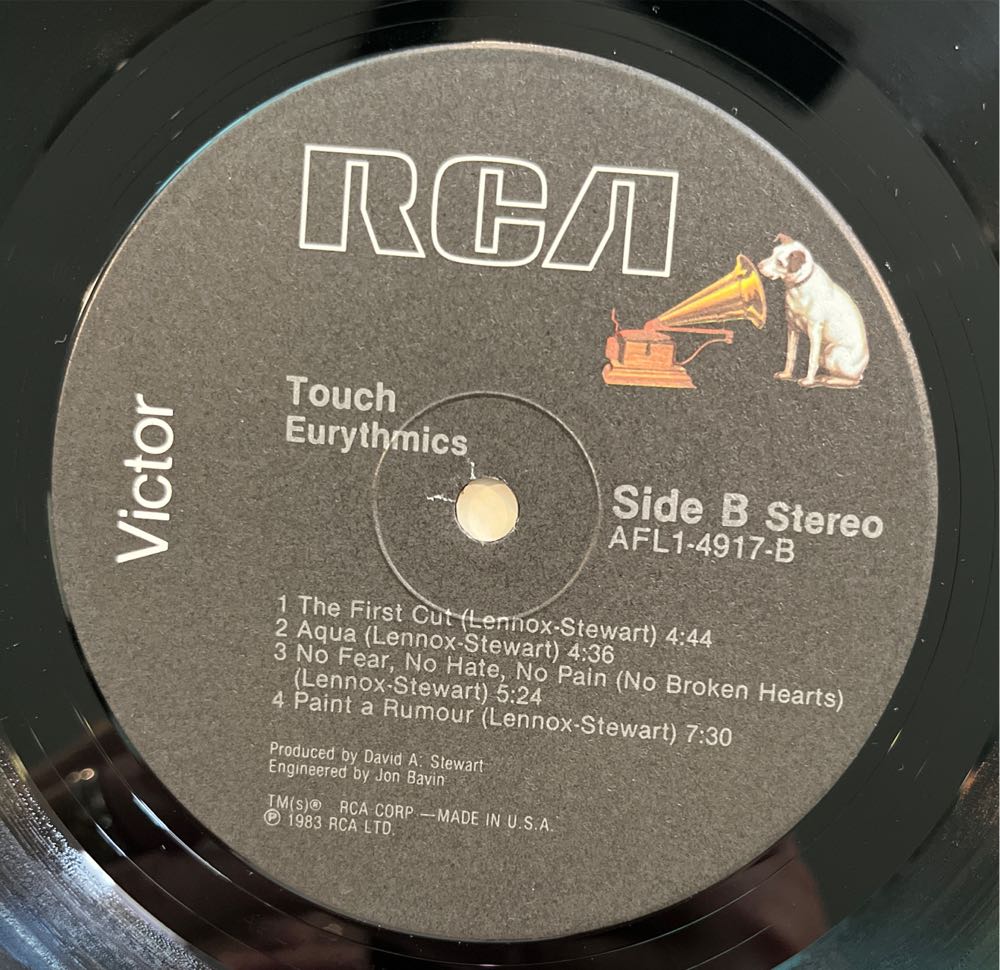 RCA
Victor
Touch
Eurythmics
Side B Stereo
AFL1-4917-B
1 The First Cut (Lennox-Stewart) 4:44
2 Aqua (Lennox-Stewart) 4:36
3 No Fear, No Hate, No Pain (No Broken Hearts)
(Lennox-Stewart) 5:24
4 Paint a Rumour (Lennox-Stewart) 7:30
Produced by David A. Stewart
Engineered by Jon Bavin
TM(s)® RCA CORP — MADE IN U.S.A.
℗ 1983 RCA LTD.